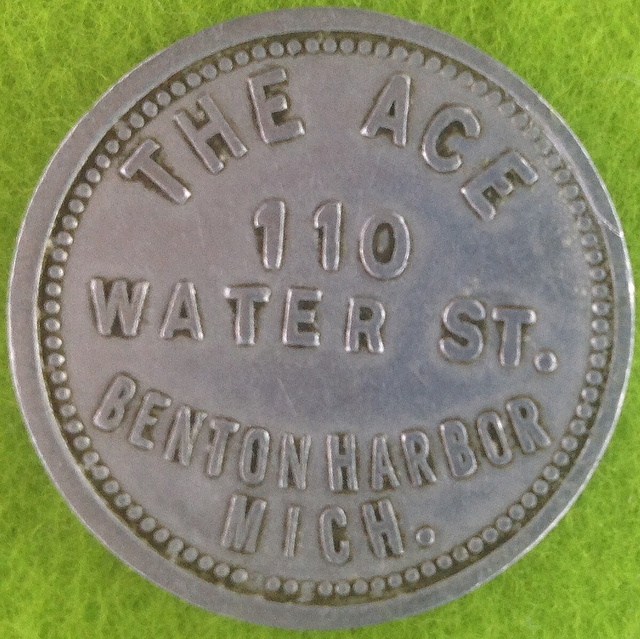 THE ACE
110
WATER ST.
BENTON HARBOR
MICH.